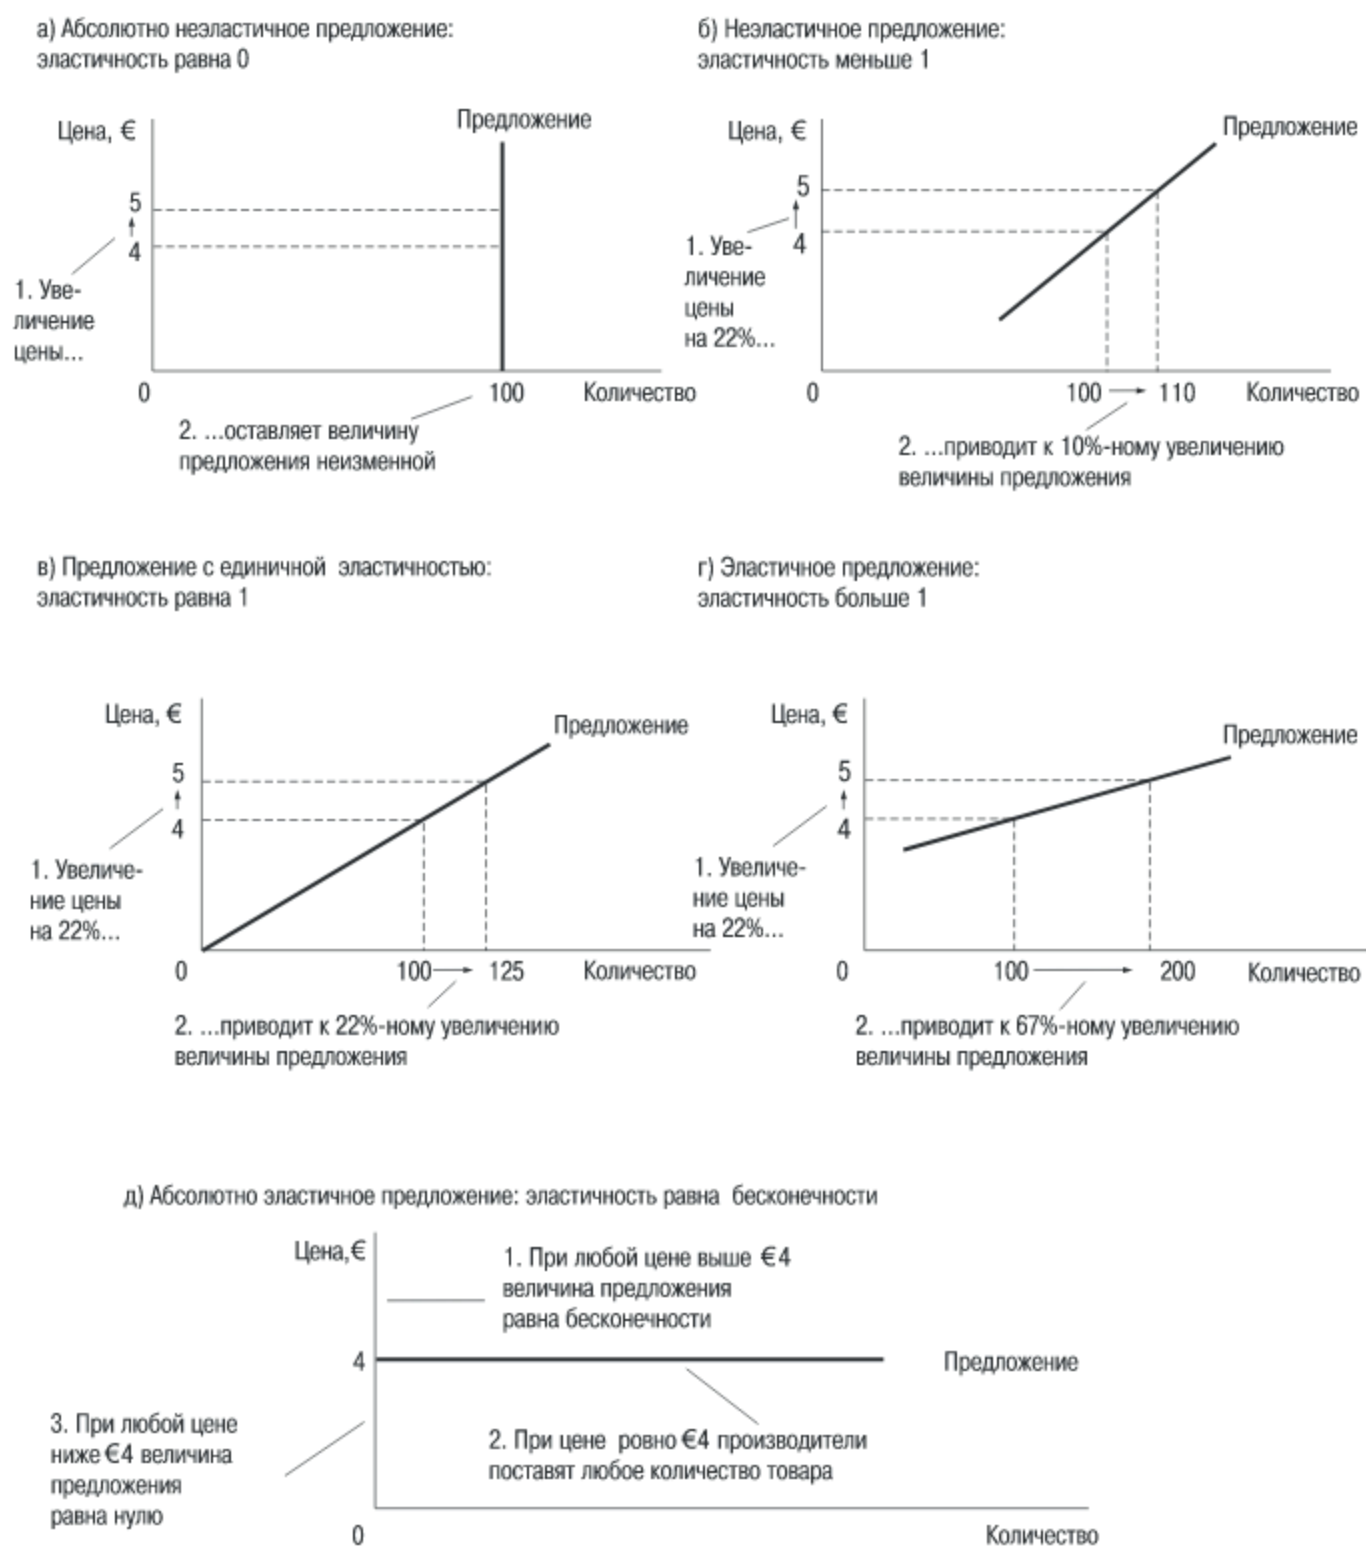 а) Абсолютно неэластичное предложение:
эластичность равна 0
Цена, €
Предложение
5
4
1. Уве-
личение
цены...
0
100
Количество
2. ...оставляет величину
предложения неизменной
б) Неэластичное предложение:
эластичность меньше 1
Цена, €
Предложение
5
4
1. Уве-
личение
цены
на 22%...
0
100
110
Количество
2. ...приводит к 10%-ному увеличению
величины предложения
в) Предложение с единичной эластичностью:
эластичность равна 1
Цена, €
Предложение
5
4
1. Увеличе-
ние цены
на 22%...
0
100
125
Количество
2. ...приводит к 22%-ному увеличению
величины предложения
г) Эластичное предложение:
эластичность больше 1
Цена, €
Предложение
5
4
1. Увеличе-
ние цены
на 22%...
0
100
200
Количество
2. ...приводит к 67%-ному увеличению
величины предложения
д) Абсолютно эластичное предложение: эластичность равна бесконечности
Цена,€
1. При любой цене выше €4
величина предложения
равна бесконечности
4
Предложение
3. При любой цене
ниже €4 величина
предложения
равна нулю
2. При цене ровно €4 производители
поставят любое количество товара
0
Количество